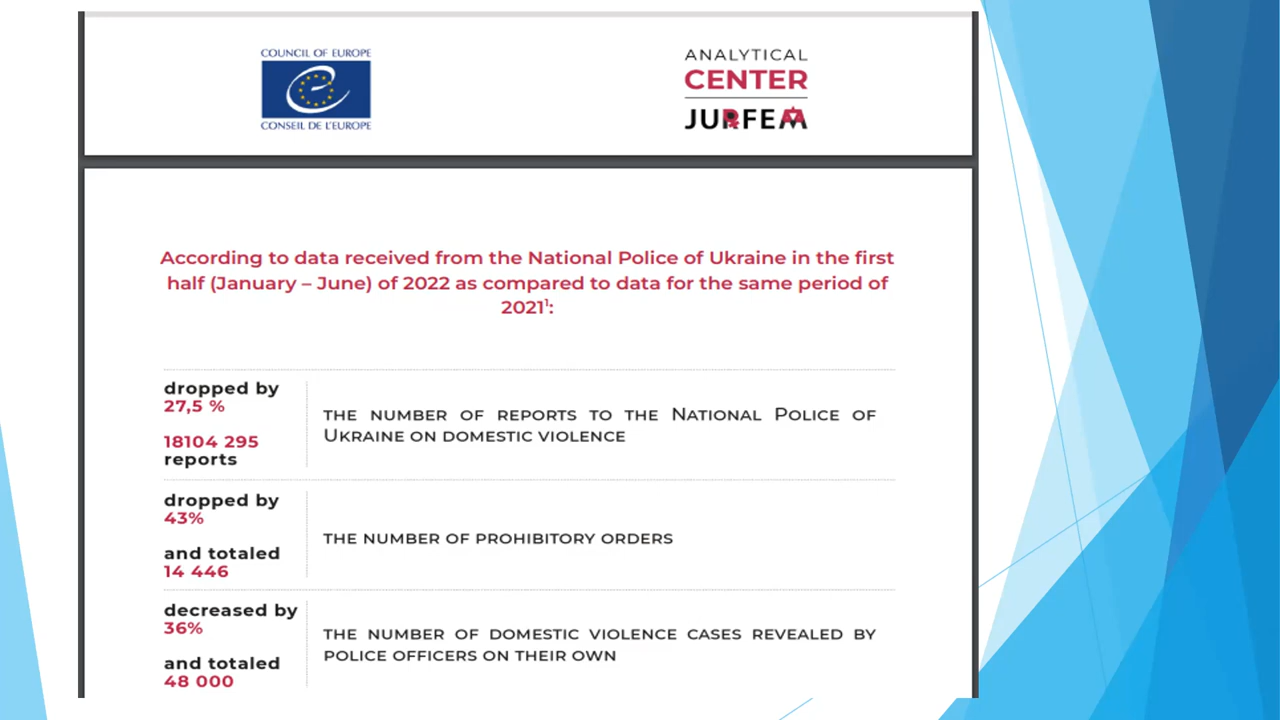 COUNCIL OF EUROPE
CONSEIL DE L'EUROPE
ANALYTICAL
CENTER
JURFEM
According to data received from the National Police of Ukraine in the first
half (January – June) of 2022 as compared to data for the same period of
2021¹:
dropped by
27,5 %
18104 295
reports
THE NUMBER OF REPORTS TO THE NATIONAL POLICE OF
UKRAINE ON DOMESTIC VIOLENCE
dropped by
43%
and totaled
14 446
THE NUMBER OF PROHIBITORY ORDERS
decreased by
36%
and totaled
48 000
THE NUMBER OF DOMESTIC VIOLENCE CASES REVEALED BY
POLICE OFFICERS ON THEIR OWN